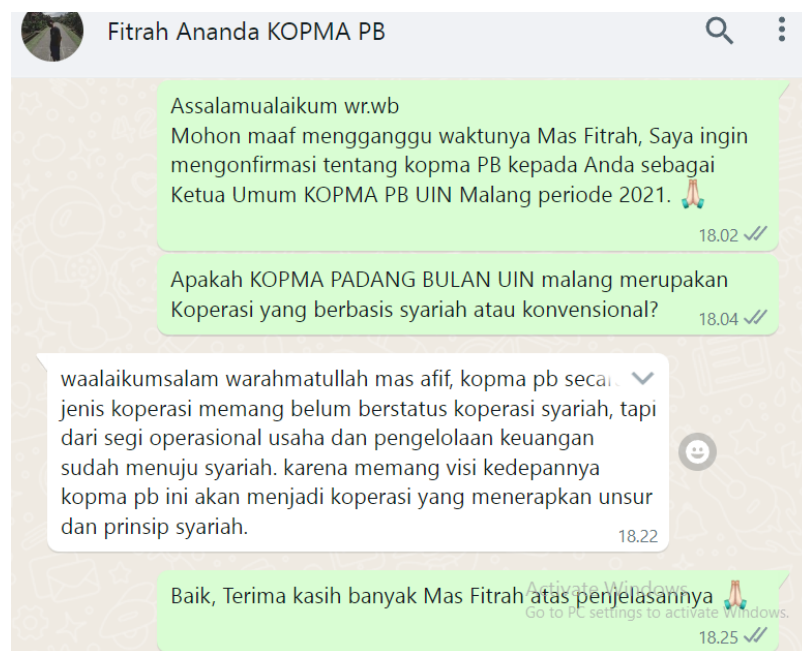 Fitrah Ananda KOPMA PB
Assalamualaikum wr.wb
Mohon maaf mengganggu waktunya Mas Fitrah, Saya ingin
mengonfirmasi tentang kopma PB kepada Anda sebagai
Ketua Umum KOPMA PB UIN Malang periode 2021. 🙏
18.02
Apakah KOPMA PADANG BULAN UIN malang merupakan
Koperasi yang berbasis syariah atau konvensional?
18.04
waalaikumsalam warahmatullah mas afif, kopma pb
jenis koperasi memang belum berstatus koperasi syariah, tapi
dari segi operasional usaha dan pengelolaan keuangan
sudah menuju syariah. karena memang visi kedepannya
kopma pb ini akan menjadi koperasi yang menerapkan unsur
dan prinsip syariah.
18.22
Baik, Terima kasih banyak Mas Fitrah atas penjelasannya 🙏
18.25
Activate Windows
Go to PC settings to activate Windows.